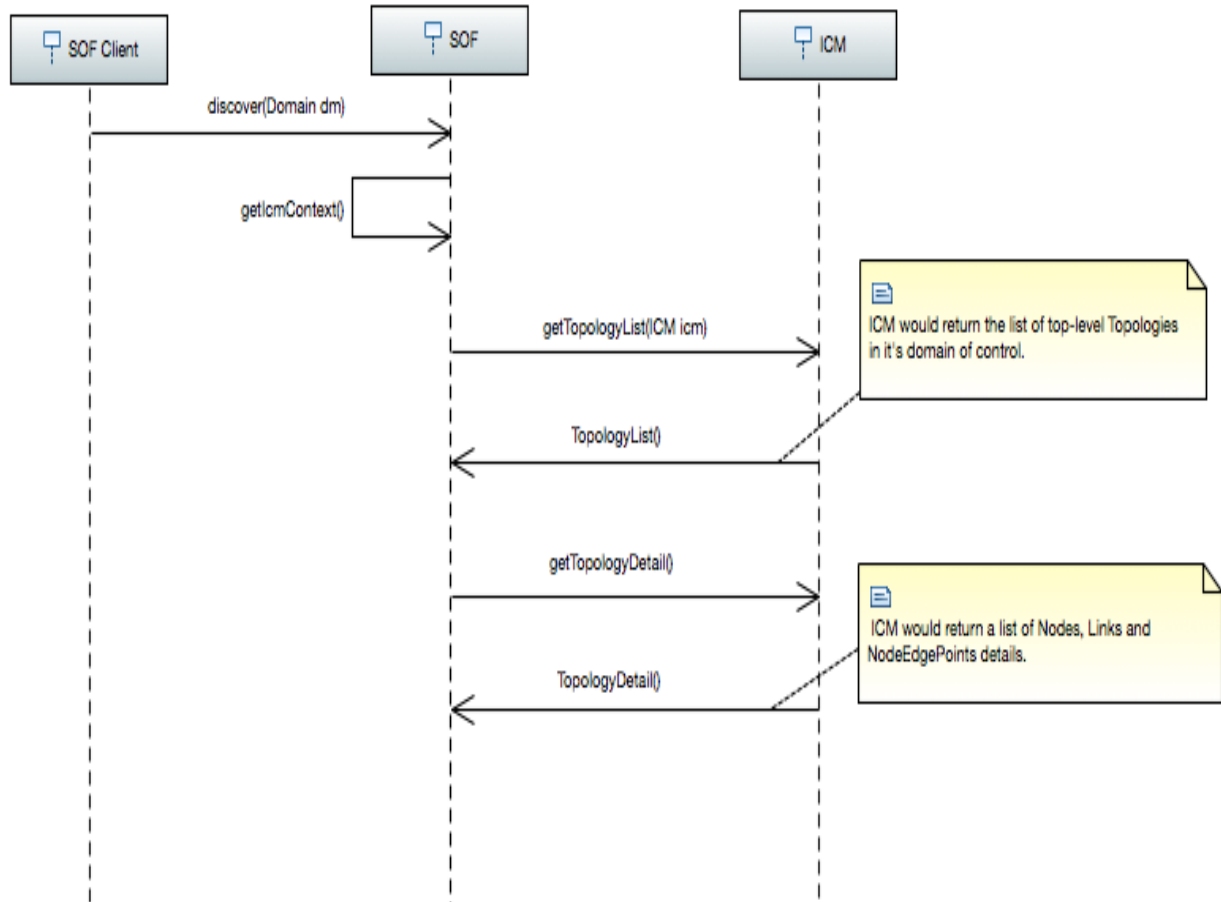 SOF Client
SOF
ICM
discover(Domain dm)
getIcmContext()
getTopologyList(ICM icm)
ICM would return the list of top-level Topologies
in it's domain of control.
TopologyList()
getTopologyDetail()
ICM would return a list of Nodes, Links and
NodeEdgePoints details.
TopologyDetail()